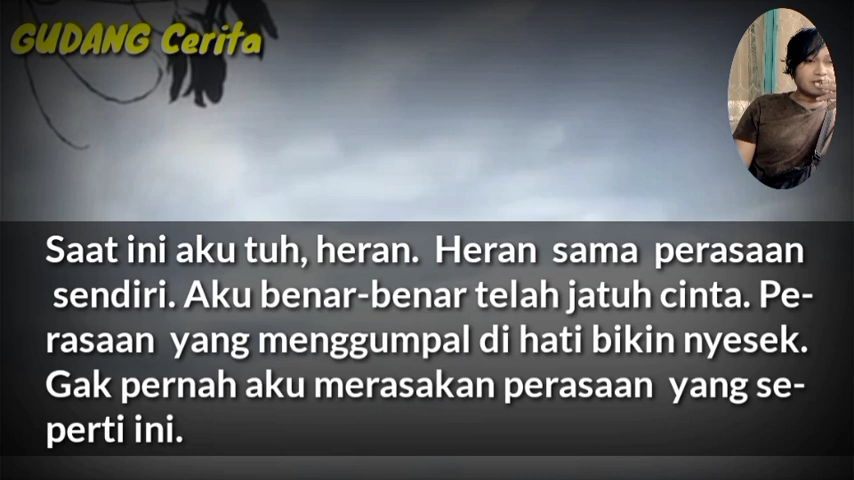 GUDANG Cerita
Saat ini aku tuh, heran. Heran sama perasaan
sendiri. Aku benar-benar telah jatuh cinta. Pe-
rasaan yang menggumpal di hati bikin nyesek.
Gak pernah aku merasakan perasaan yang se-
perti ini.